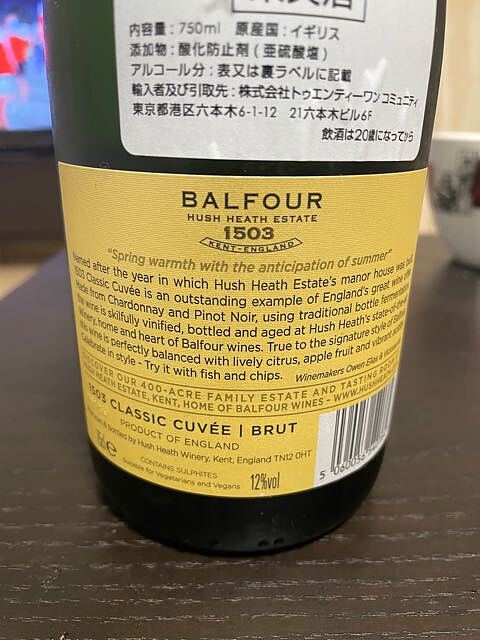 内容量：750ml 原産国：イギリス
添加物：酸化防止剤(亜硫酸塩)
アルコール分：表又は裏ラベルに記載
輸入者及び引取先：株式会社トゥエンティーワンコミュニティ
東京都港区六本木6-1-12 21六本木ビル6F
飲酒は20歳になってから
BALFOUR
HUSH HEATH ESTATE
1503
KENT-ENGLAND
"Spring warmth with the anticipation of summer"
Named after the year in which Hush Heath Estate's manor house was built,
1503 Classic Cuvée is an outstanding example of England's great wine
Made from Chardonnay and Pinot Noir, using traditional bottle
the wine is skilfully vinified, bottled and aged at Hush Heath's
winery, home and heart of Balfour wines. True to the signature style of
wine is perfectly balanced with lively citrus, apple fruit and vibrant
Celebrate in style - Try it with fish and chips. Winemakers Owen Elias &
OUR 400-ACRE FAMILY ESTATE AND TASTING
HEATH ESTATE, KENT, HOME OF BALFOUR WINES -
1503 CLASSIC CUVÉE | BRUT
PRODUCT OF ENGLAND
& bottled by Hush Heath Winery, Kent, England TN12 0HT
CONTAINS SULPHITES
Suitable for Vegetarians and Vegans
12%vol